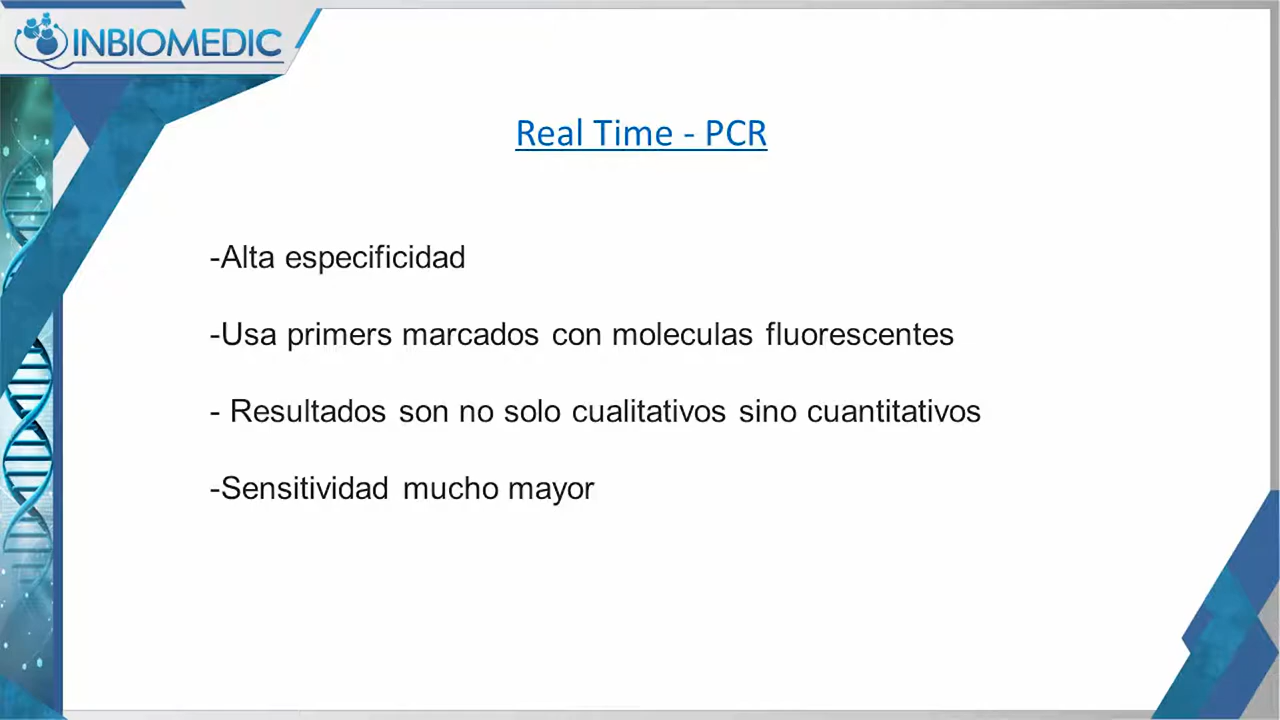 INBIOMEDIC
Real Time - PCR
-Alta especificidad
-Usa primers marcados con moleculas fluorescentes
- Resultados son no solo cualitativos sino cuantitativos
-Sensitividad mucho mayor